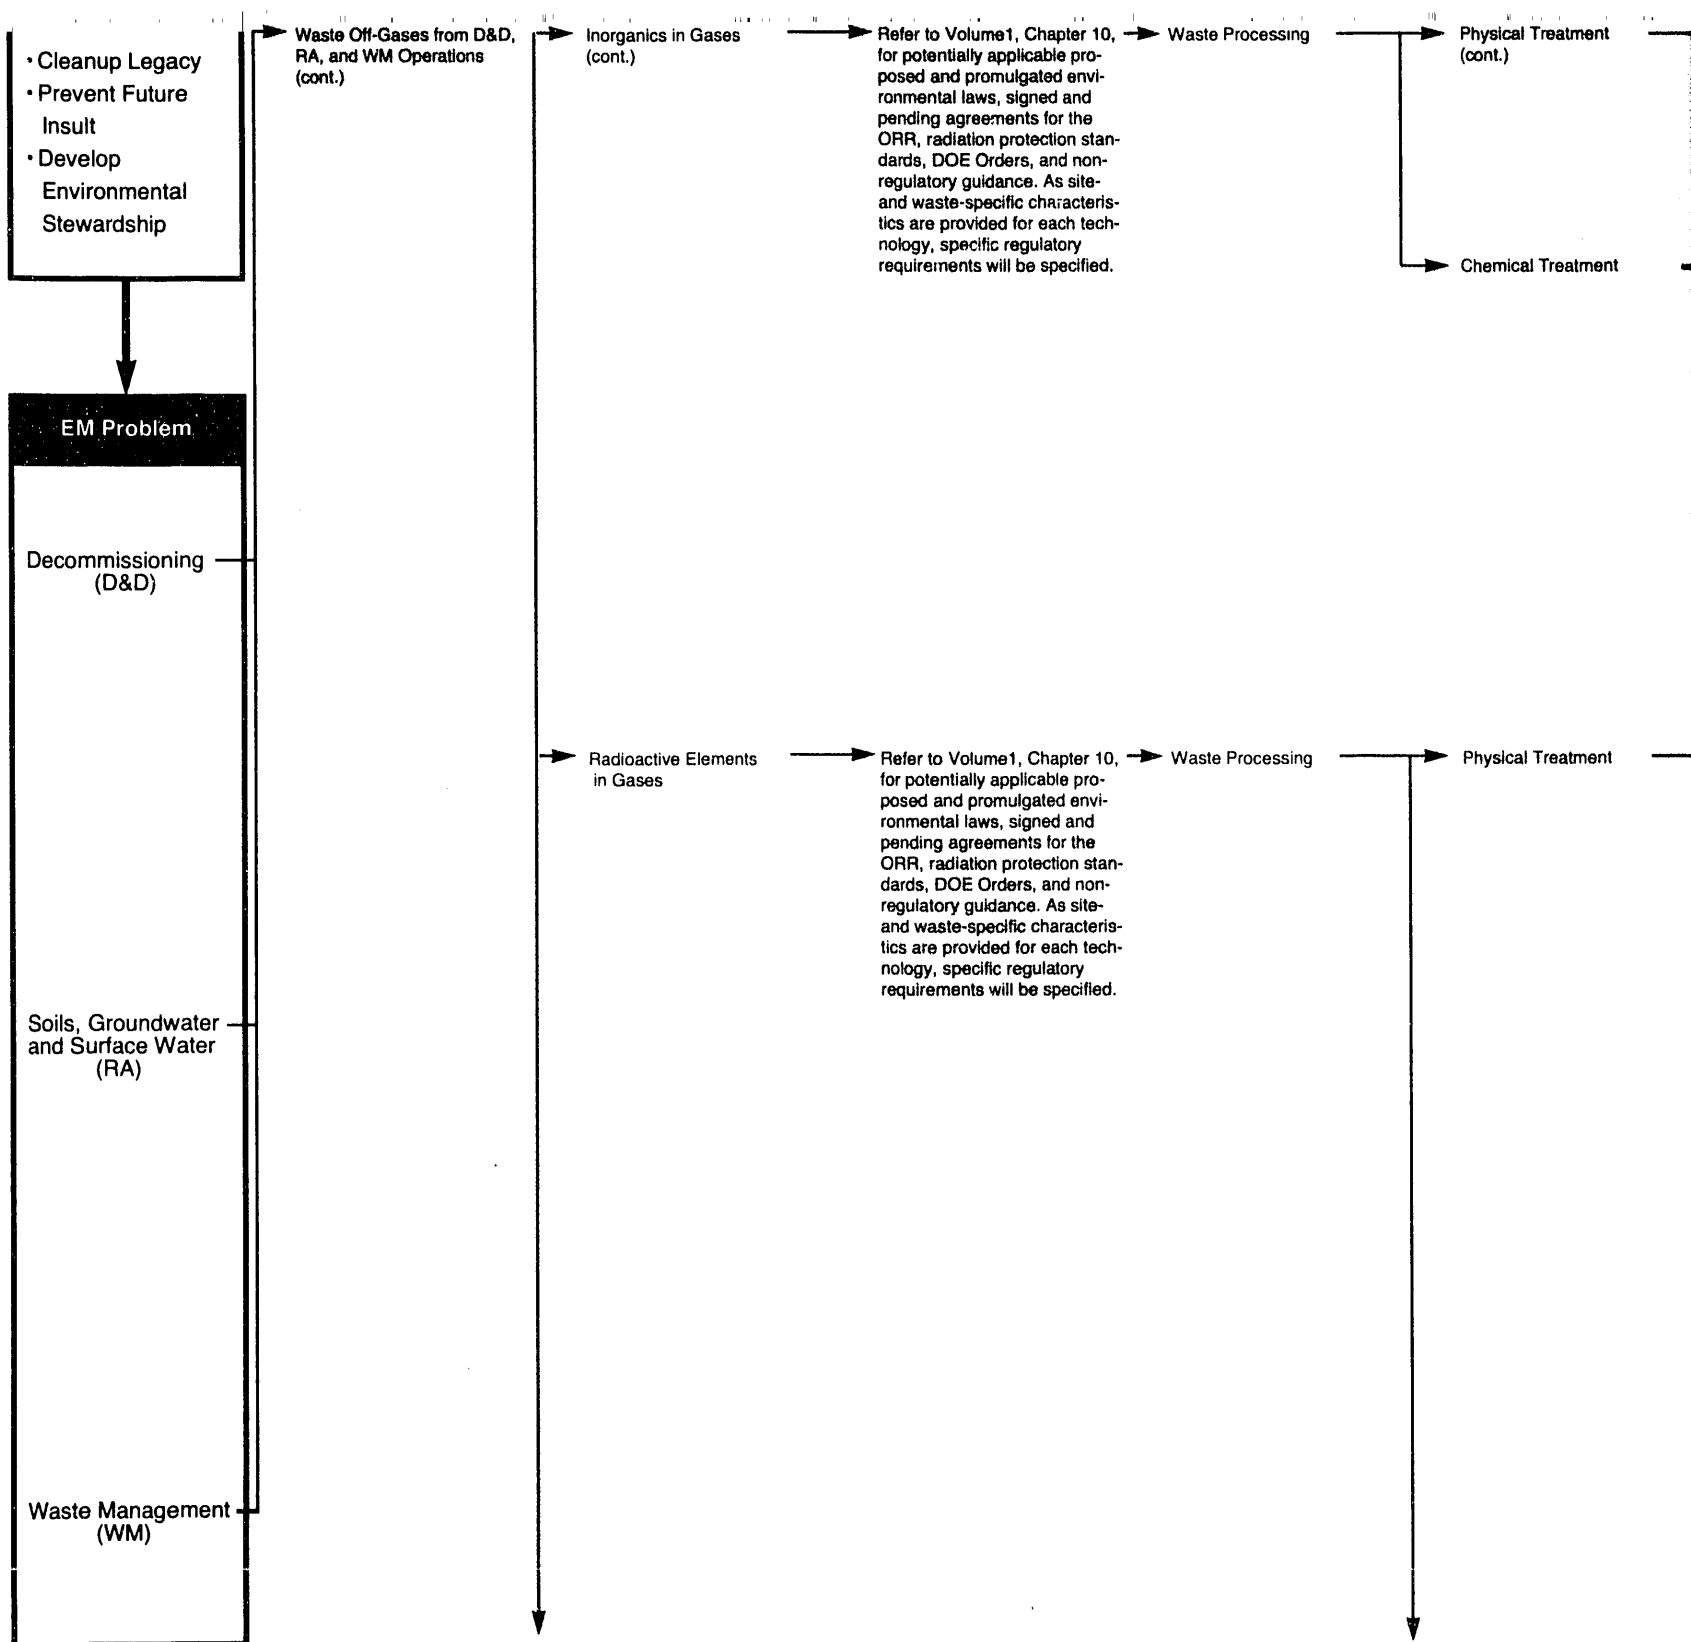 • Cleanup Legacy
• Prevent Future
Insult
• Develop
Environmental
Stewardship
EM Problem
Decommissioning
(D&D)
Soils, Groundwater
and Surface Water
(RA)
Waste Management
(WM)
Waste Off-Gases from D&D,
RA, and WM Operations
(cont.)
Inorganics in Gases
(cont.)
Refer to Volume1, Chapter 10,
for potentially applicable pro-
posed and promulgated envi-
ronmental laws, signed and
pending agreements for the
ORR, radiation protection stan-
dards, DOE Orders, and non-
regulatory guidance. As site-
and waste-specific characteris-
tics are provided for each tech-
nology, specific regulatory
requirements will be specified.
Waste Processing
Physical Treatment
(cont.)
Chemical Treatment
Radioactive Elements
in Gases
Refer to Volume1, Chapter 10,
for potentially applicable pro-
posed and promulgated envi-
ronmental laws, signed and
pending agreements for the
ORR, radiation protection stan-
dards, DOE Orders, and non-
regulatory guidance. As site-
and waste-specific characteris-
tics are provided for each tech-
nology, specific regulatory
requirements will be specified.
Waste Processing
Physical Treatment